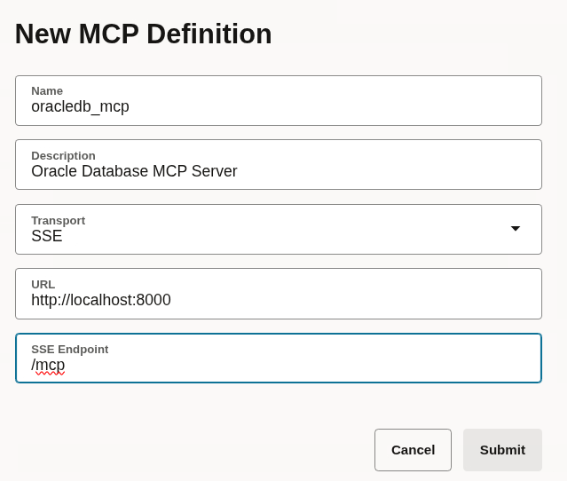 New MCP Definition
Name
oracledb_mcp
Description
Oracle Database MCP Server
Transport
SSE
URL
http://localhost:8000
SSE Endpoint
/mcp
Cancel Submit